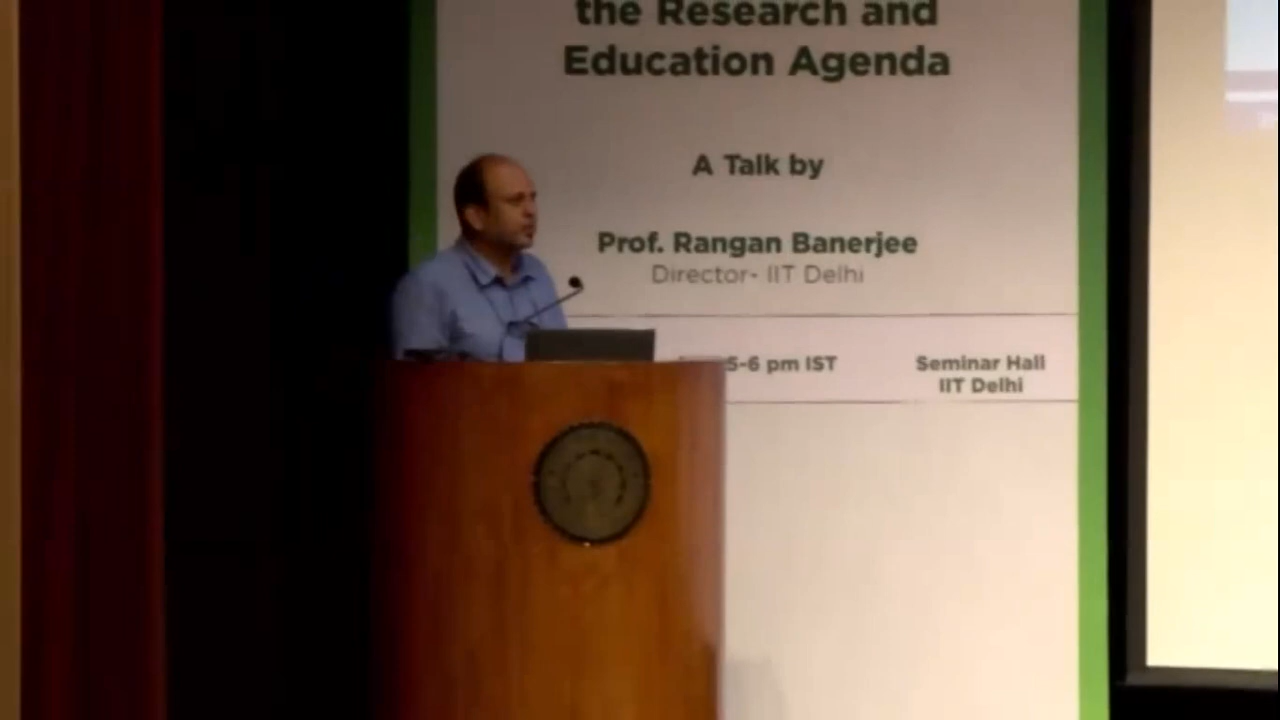 the Research and
Education Agenda
A Talk by
Prof. Rangan Banerjee
Director- IIT Delhi
5-6 pm IST
Seminar Hall
IIT Delhi